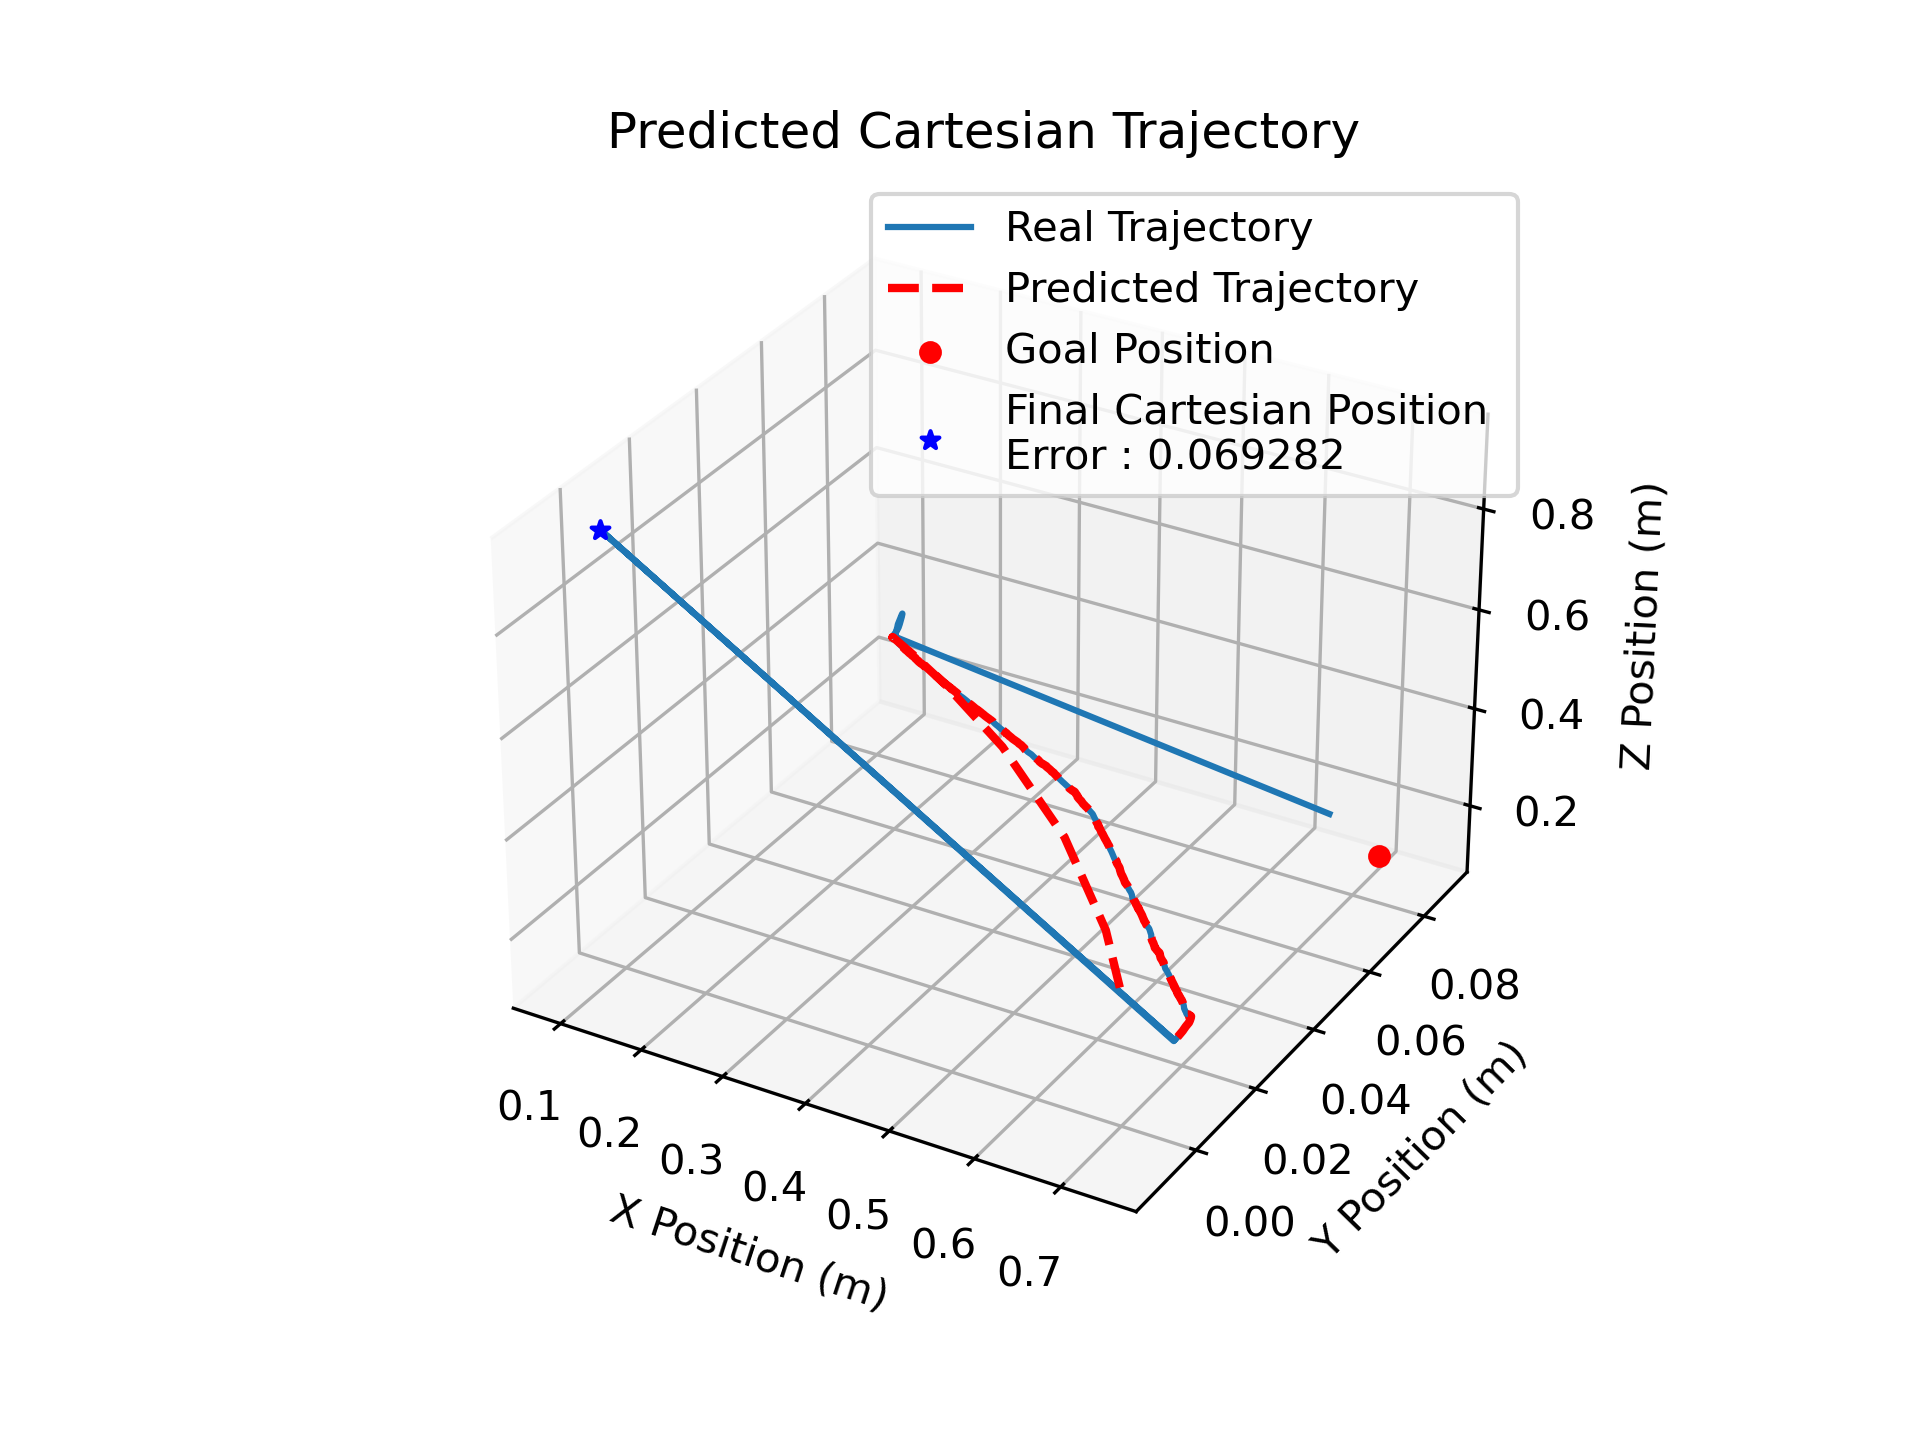 Predicted Cartesian Trajectory
Real Trajectory
Predicted Trajectory
Goal Position
Final Cartesian Position
Error : 0.069282
0.8
0.6
0.4
0.2
Z Position (m)
0.08
0.06
0.04
0.02
0.00
Y Position (m)
0.1
0.2
0.3
0.4
0.5
0.6
0.7
X Position (m)